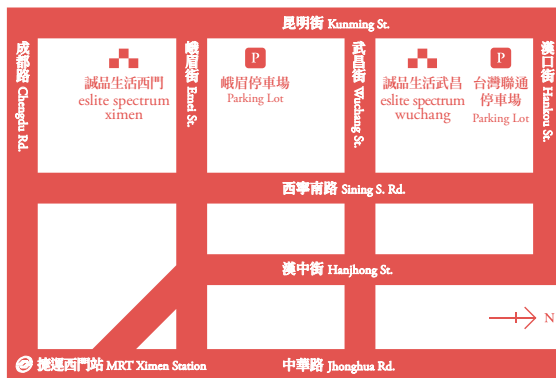 昆明街 Kunming St.
成都路 Chengdu Rd.
峨眉街 Emei St.
武昌街 Wuchang St.
漢口街 Hankou St.
誠品生活西門
eslite spectrum
ximen
P
峨眉停車場
Parking Lot
誠品生活武昌
eslite spectrum
wuchang
P
台灣聯通
停車場
Parking Lot
西寧南路 Sining S. Rd.
漢中街 Hanjhong St.
N
捷運西門站 MRT Ximen Station
中華路 Jhonghua Rd.